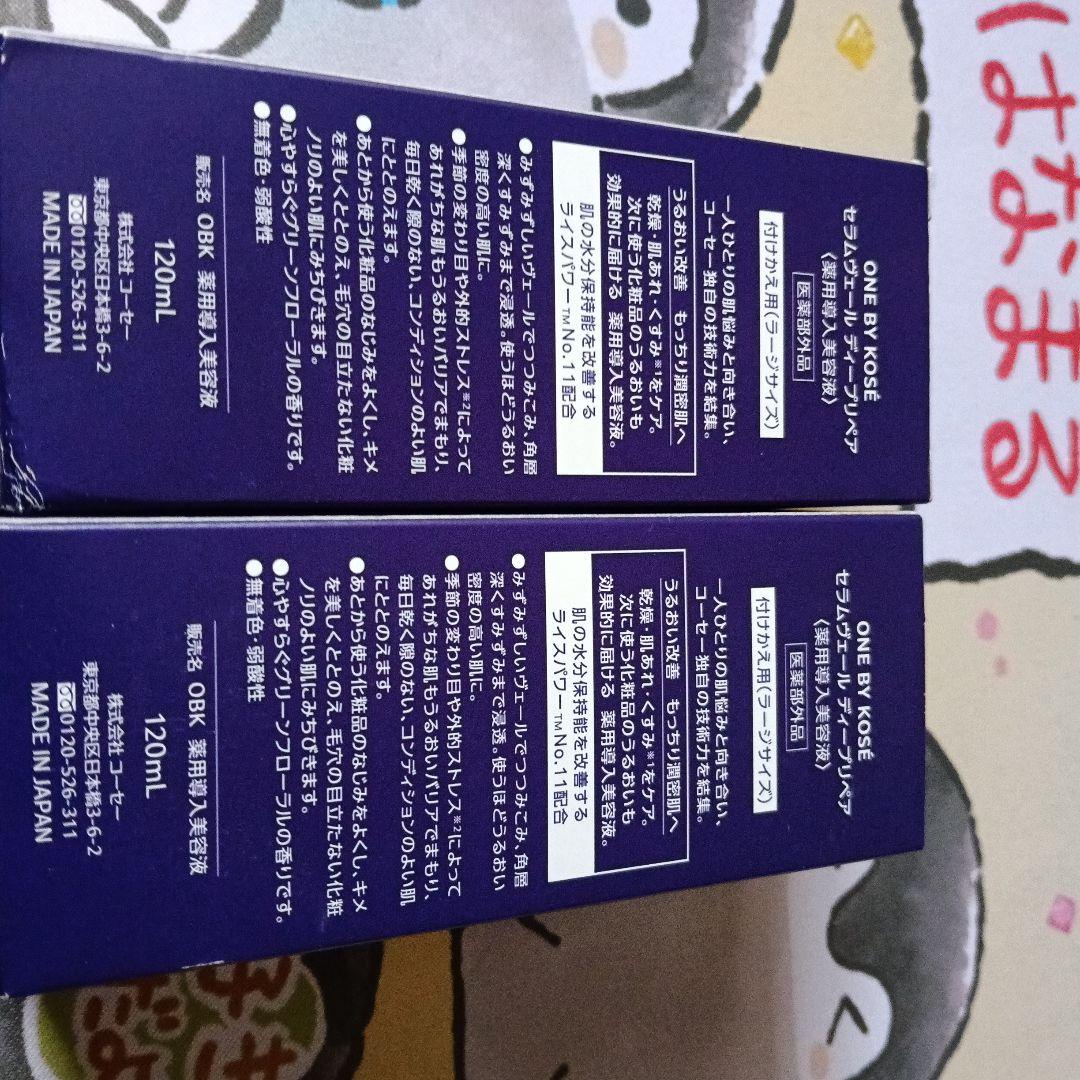 ONE BY KOSÉ
セラムヴェール ディープリペア
〈薬用導入美容液〉
医薬部外品
付けかえ用(ラージサイズ)
一人ひとりの肌悩みと向き合い、
コーセー独自の技術力を結集。
うるおい改善 もっちり潤密肌へ
乾燥・肌あれ・くすみ※1をケア。
次に使う化粧品のうるおいも
効果的に届ける 薬用導入美容液。
肌の水分保持能を改善する
ライスパワー™No.11配合
●みずみずしいヴェールでつつみこみ、角層
深くすみずみまで浸透。使うほどうるおい
密度の高い肌に。
●季節の変わり目や外的ストレス※2によって
あれがちな肌もうるおいバリアでまもり、
毎日乾く隙のない、コンディションのよい肌
にととのえます。
●あとから使う化粧品のなじみをよくし、キメ
を美しくととのえ、毛穴の目立たない化粧
ノリのよい肌にみちびきます。
●心やすらぐグリーンフローラルの香りです。
●無着色・弱酸性
販売名 OBK 薬用導入美容液
120mL
株式会社 コーセー
東京都中央区日本橋3-6-2
0120-526-311
MADE IN JAPAN
ONE BY KOSÉ
セラムヴェール ディープリペア
〈薬用導入美容液〉
医薬部外品
付けかえ用(ラージサイズ)
一人ひとりの肌悩みと向き合い、
コーセー独自の技術力を結集。
うるおい改善 もっちり潤密肌へ
乾燥・肌あれ・くすみ※1をケア。
次に使う化粧品のうるおいも
効果的に届ける 薬用導入美容液。
肌の水分保持能を改善する
ライスパワー™No.11配合
●みずみずしいヴェールでつつみこみ、角層
深くすみずみまで浸透。使うほどうるおい
密度の高い肌に。
●季節の変わり目や外的ストレス※2によって
あれがちな肌もうるおいバリアでまもり、
毎日乾く隙のない、コンディションのよい肌
にととのえます。
●あとから使う化粧品のなじみをよくし、キメ
を美しくととのえ、毛穴の目立たない化粧
ノリのよい肌にみちびきます。
●心やすらぐグリーンフローラルの香りです。
●無着色・弱酸性
販売名 OBK 薬用導入美容液
120mL
株式会社 コーセー
東京都中央区日本橋3-6-2
0120-526-311
MADE IN JAPAN
はなまる